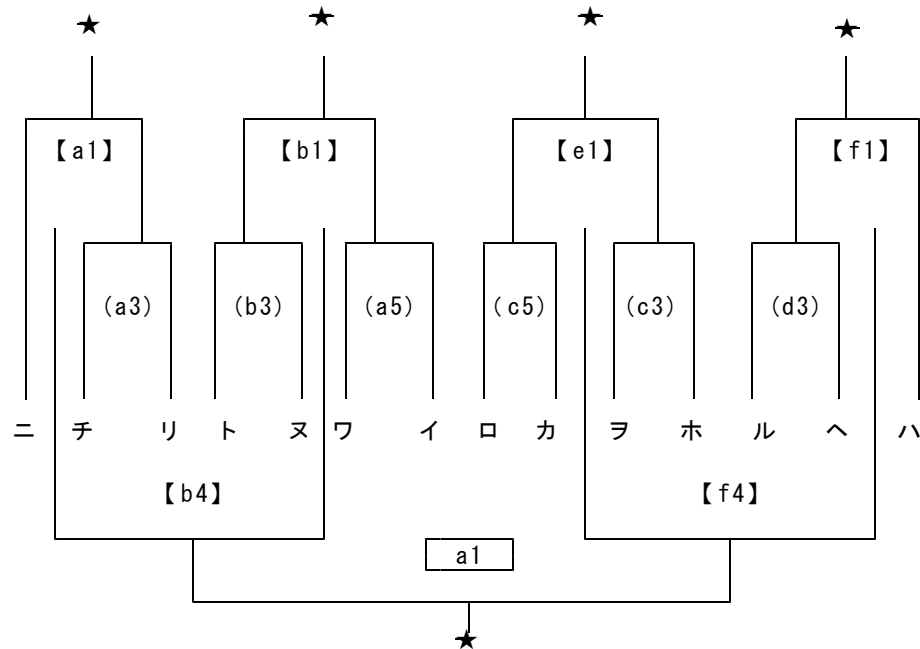 ★ ★ ★ ★
【a1】 【b1】 【e1】 【f1】
(a3) (b3) (a5) (c5) (c3) (d3)
ニ チ リ ト ヌ ワ イ ロ カ ヲ ホ ル ヘ ハ
【b4】 【f4】
a1
★